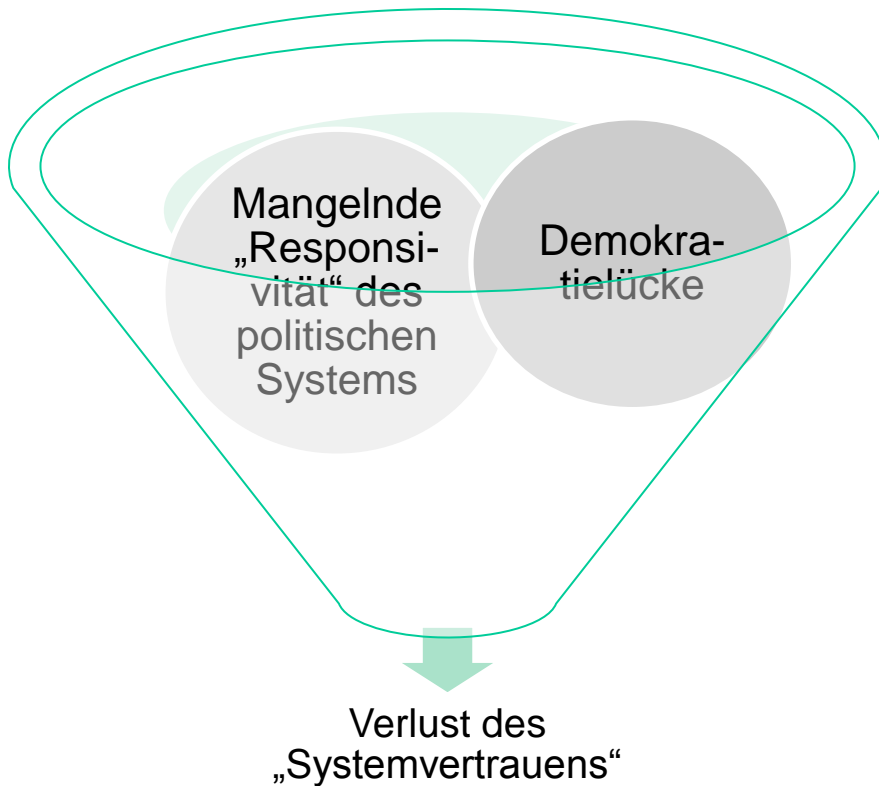 Mangelnde
„Responsi-
vität“ des
politischen
Systems
Demokra-
tielücke
Verlust des
„Systemvertrauens“